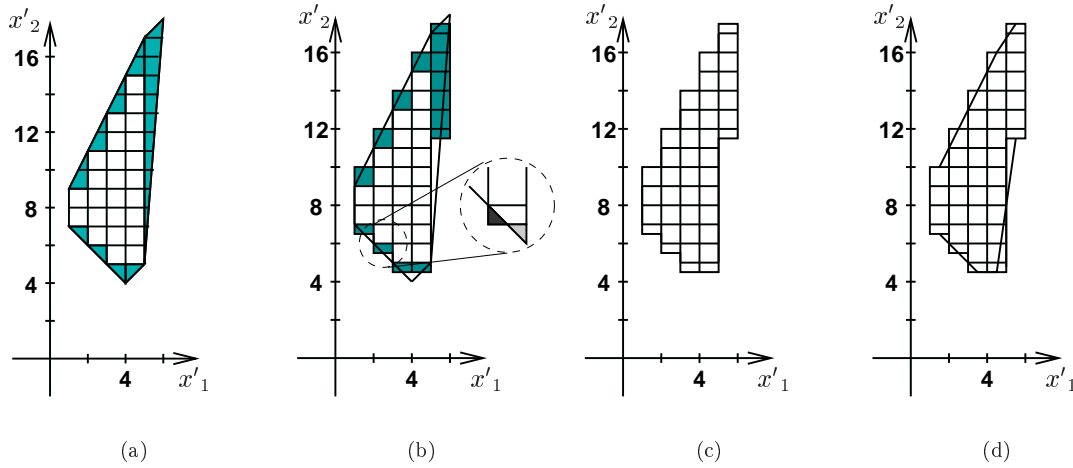 x'₂ x'₂ x'₂ x'₂
16 16 16 16
12 12 12 12
8 8 8 8
4 4 4 4
4 x'₁ 4 x'₁ 4 x'₁ 4 x'₁
(a) (b) (c) (d)